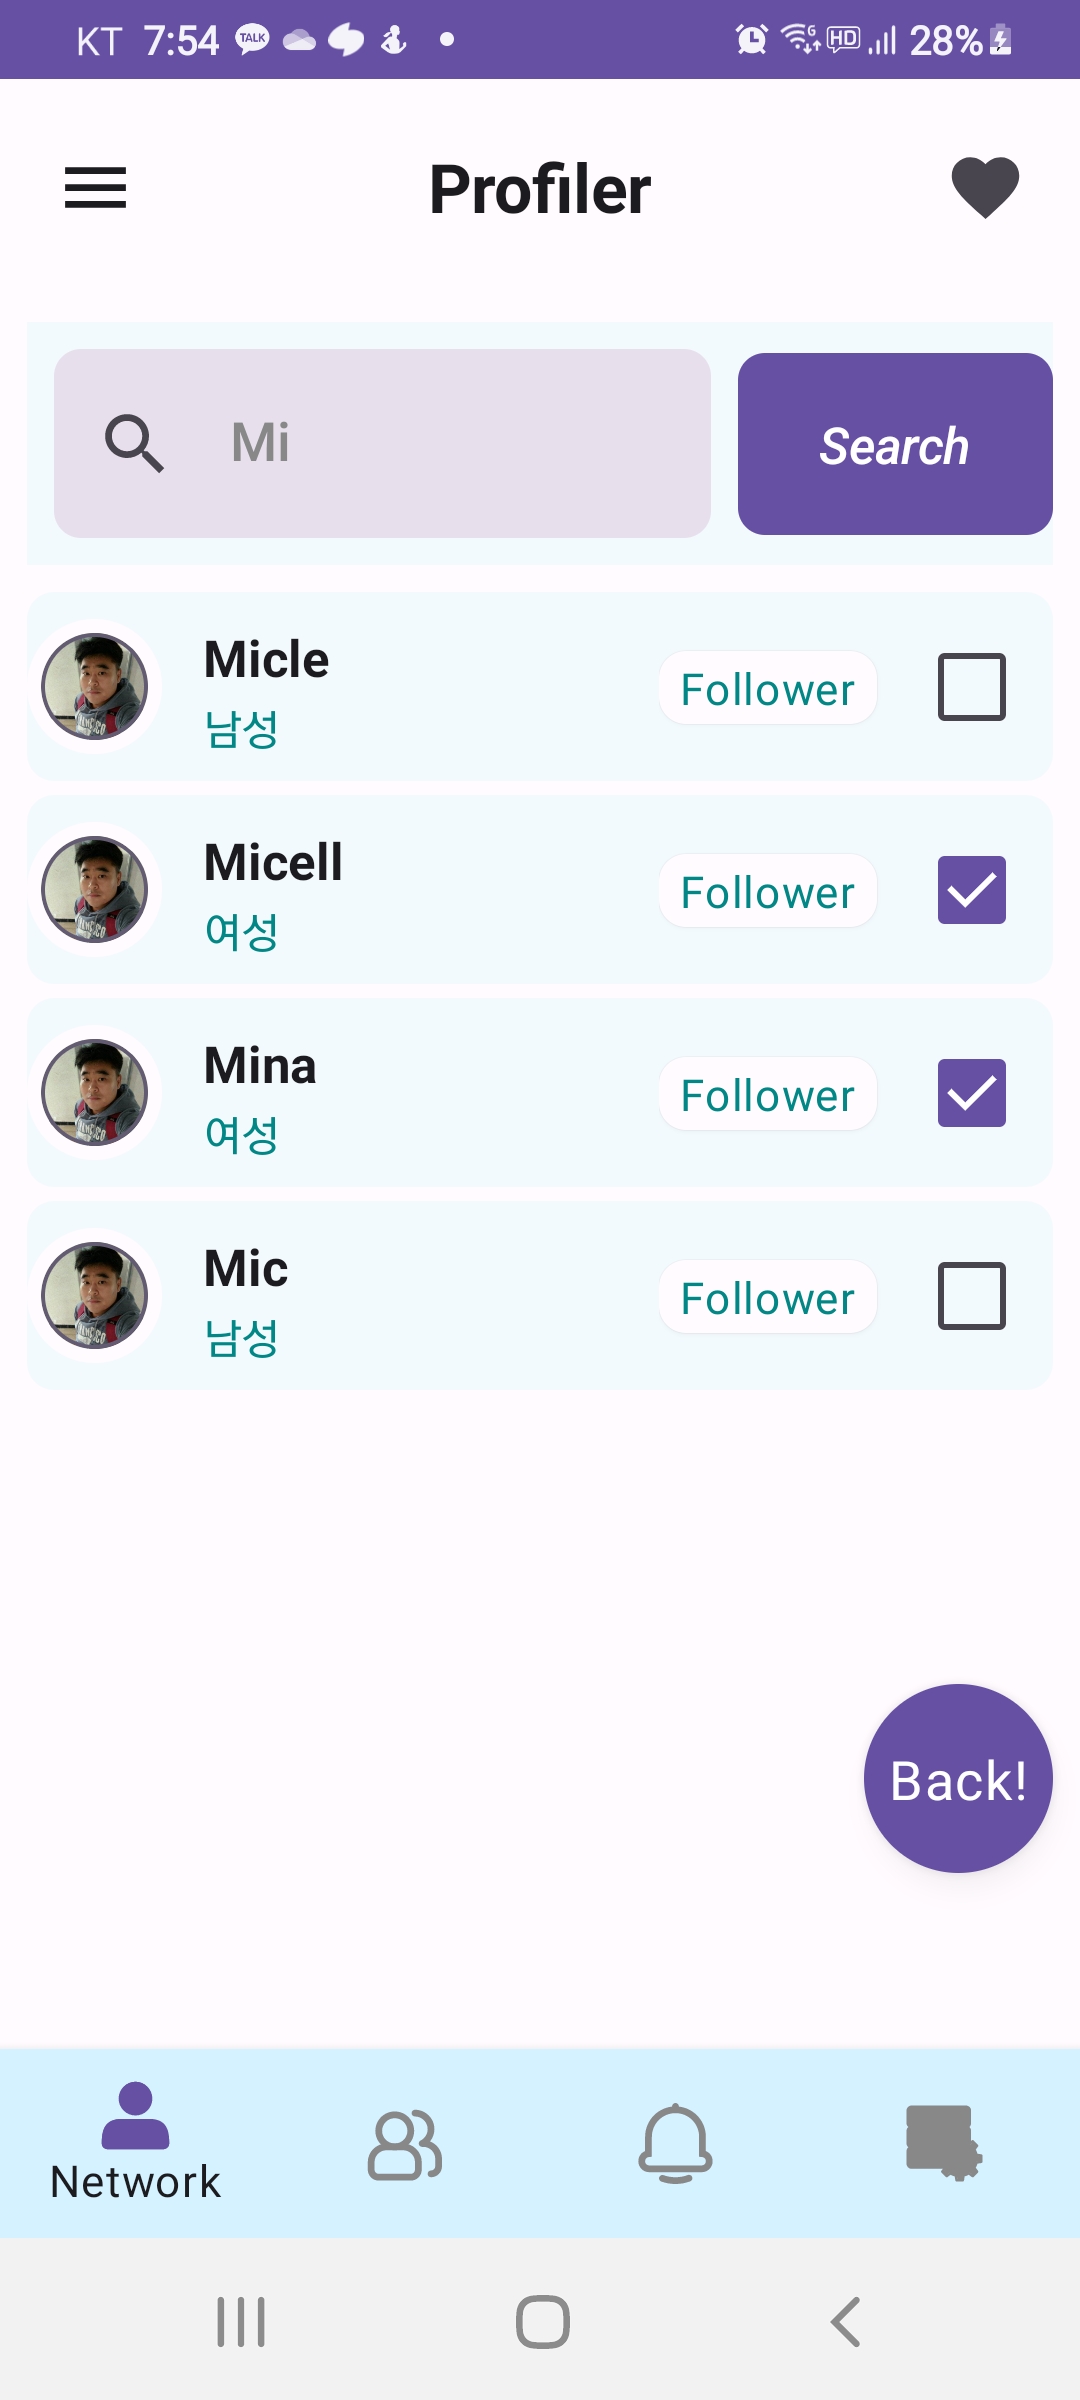 KT 7:54 TALK HD 28%
Profiler
Mi Search
Micle
남성
Follower
Micell
여성
Follower
Mina
여성
Follower
Mic
남성
Follower
Back!
Network